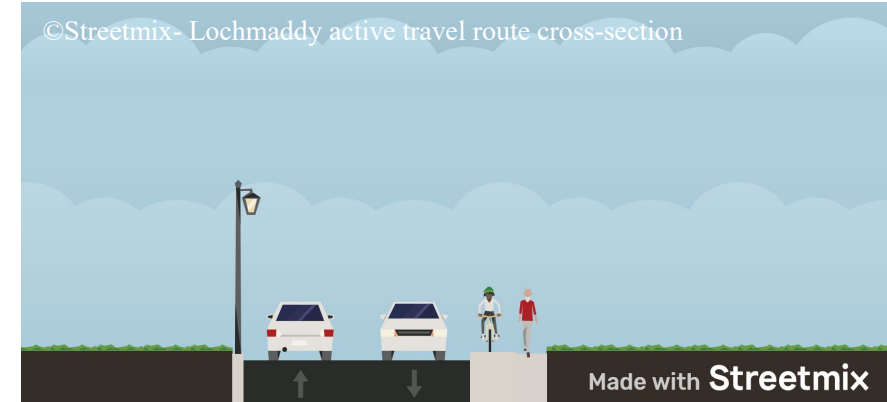 ©Streetmix- Lochmaddy active travel route cross-section
Made with Streetmix